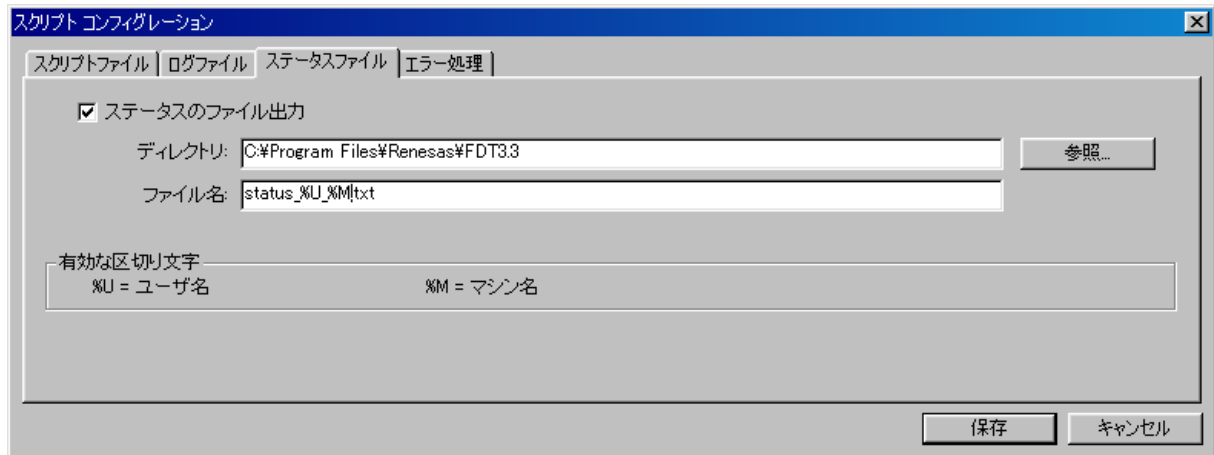 スクリプト コンフィグレーション
スクリプトファイル ログファイル ステータスファイル エラー処理
ステータスのファイル出力
ディレクトリ: C:¥Program Files¥Renesas¥FDT3.3 参照...
ファイル名: status_%U_%M.txt
有効な区切り文字
%U = ユーザ名 %M = マシン名
保存 キャンセル